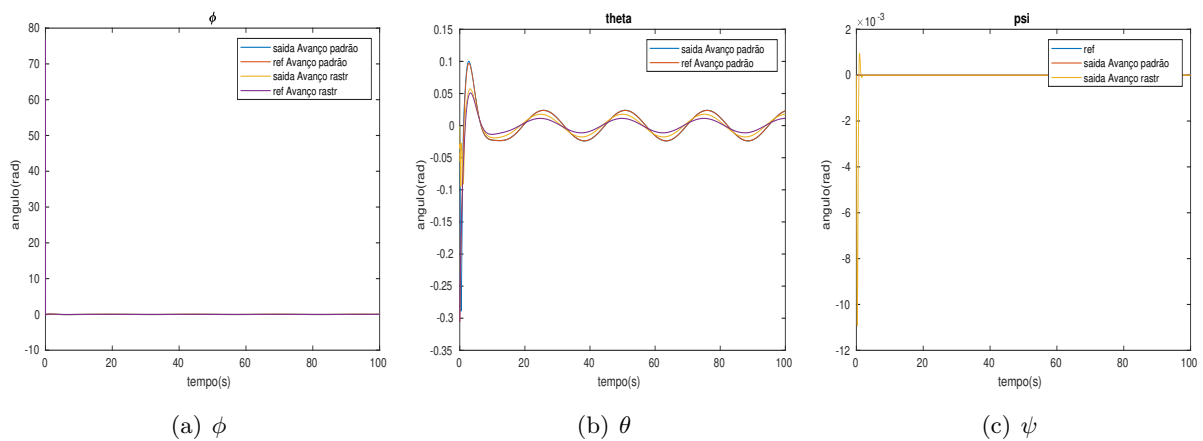 ϕ
80
70
60
50
40
30
20
10
0
-10
angulo(rad)
0
20
40
60
80
100
tempo(s)
saida Avanço padrão
ref Avanço padrão
saida Avanço rastr
ref Avanço rastr
(a) ϕ
theta
0.15
0.1
0.05
0
-0.05
-0.1
-0.15
-0.2
-0.25
-0.3
-0.35
angulo(rad)
0
20
40
60
80
100
tempo(s)
saida Avanço padrão
ref Avanço padrão
(b) θ
psi
×10⁻³
2
0
-2
-4
-6
-8
-10
-12
angulo(rad)
0
20
40
60
80
100
tempo(s)
ref
saida Avanço padrão
saida Avanço rastr
(c) ψ